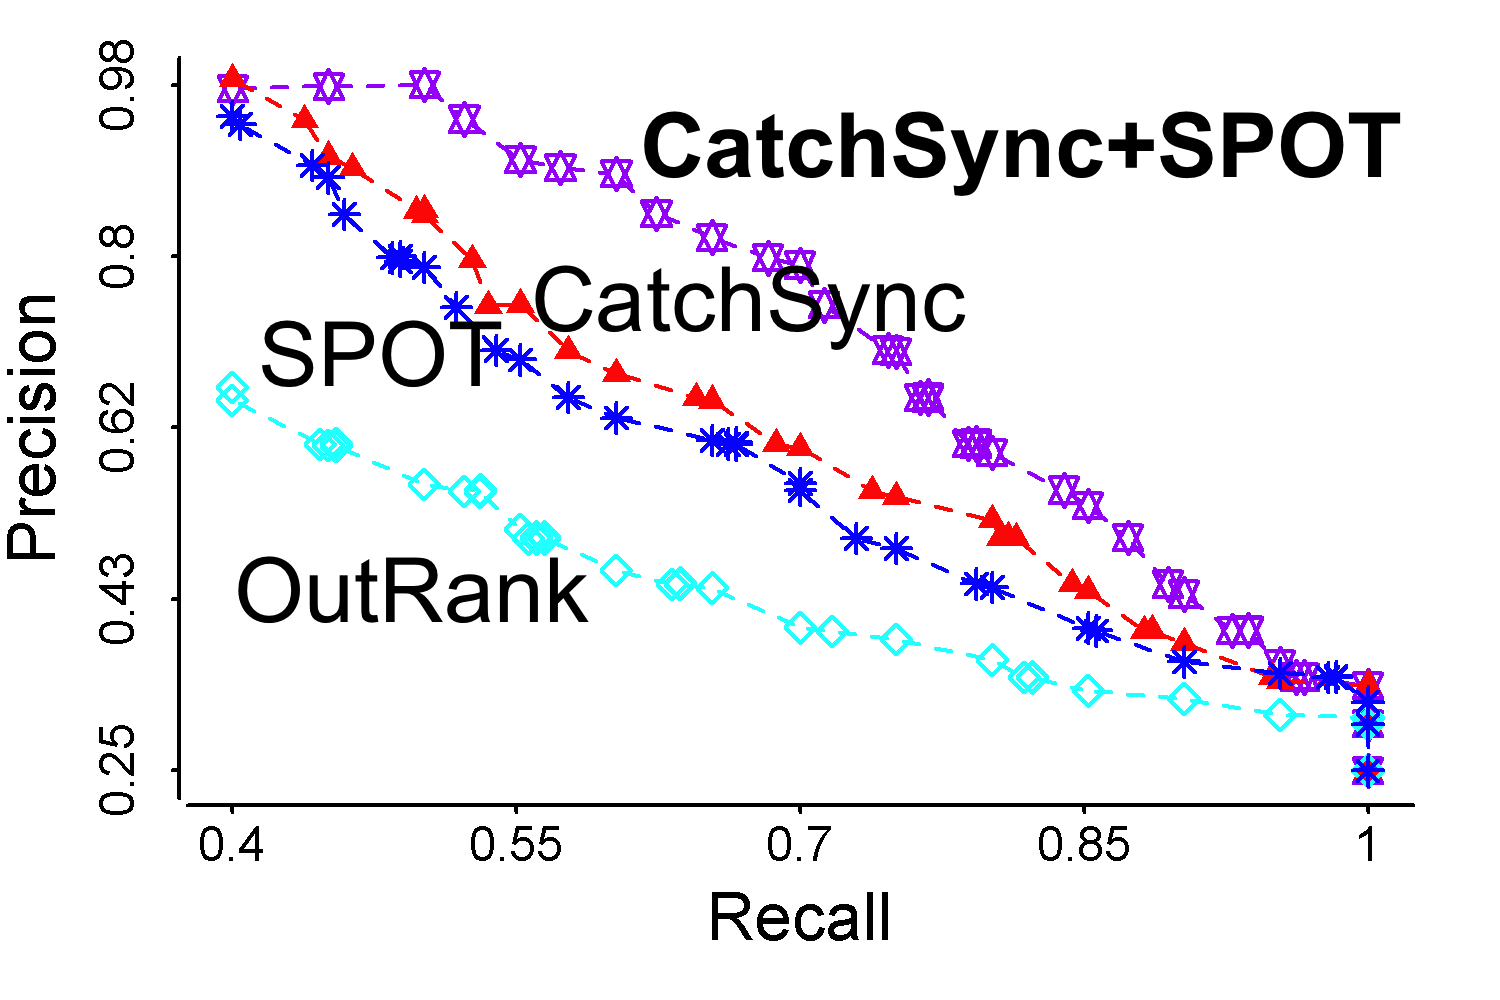 0.98
0.8
0.62
0.43
0.25
Precision
CatchSync+SPOT
CatchSync
SPOT
OutRank
0.4 0.55 0.7 0.85 1
Recall